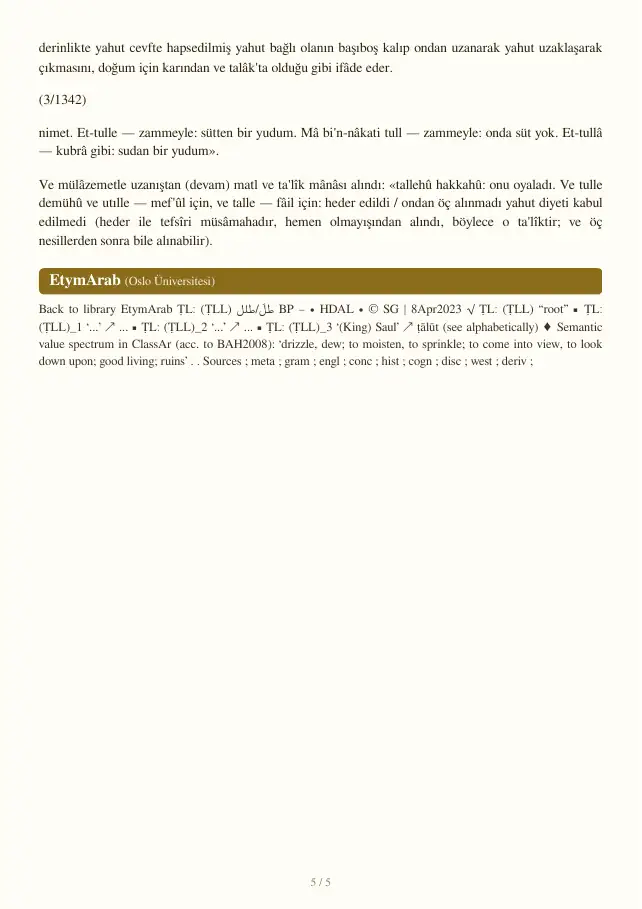 derinlikte yahut cevfte hapsedilmiş yahut bağlı olanın başıboş kalıp ondan uzanarak yahut uzaklaşarak
çıkmasını, doğum için karından ve talâk'ta olduğu gibi ifâde eder.
(3/1342)
nimet. Et-tulle — zammeyle: sütten bir yudum. Mâ bi'n-nâkati tull — zammeyle: onda süt yok. Et-tullâ
— kubrâ gibi: sudan bir yudum».
Ve mülâzemetle uzanıştan (devam) matl ve ta'lîk mânâsı alındı: «tallehû hakkahû: onu oyaladı. Ve tulle
demühû ve utılle — mef'ûl için, ve talle — fâil için: heder edildi / ondan öç alınmadı yahut diyeti kabul
edilmedi (heder ile tefsîri müsâmahadır, hemen olmayışından alındı, böylece o ta'lîktir; ve öç
nesillerden sonra bile alınabilir).
EtymArab (Oslo Üniversitesi)
Back to library EtymArab ṬL: (ṬLL) طلّ/طلل BP – • HDAL • © SG | 8Apr2023 √ ṬL: (ṬLL) “root” ▪ ṬL:
(ṬLL)_1 ‘...’ ↗ ... ▪ ṬL: (ṬLL)_2 ‘...’ ↗ ... ▪ ṬL: (ṬLL)_3 ‘(King) Saul’ ↗ ṭālūt (see alphabetically) ♦ Semantic
value spectrum in ClassAr (acc. to BAH2008): ‘drizzle, dew; to moisten, to sprinkle; to come into view, to look
down upon; good living; ruins’ . . Sources ; meta ; gram ; engl ; conc ; hist ; cogn ; disc ; west ; deriv ;
5 / 5